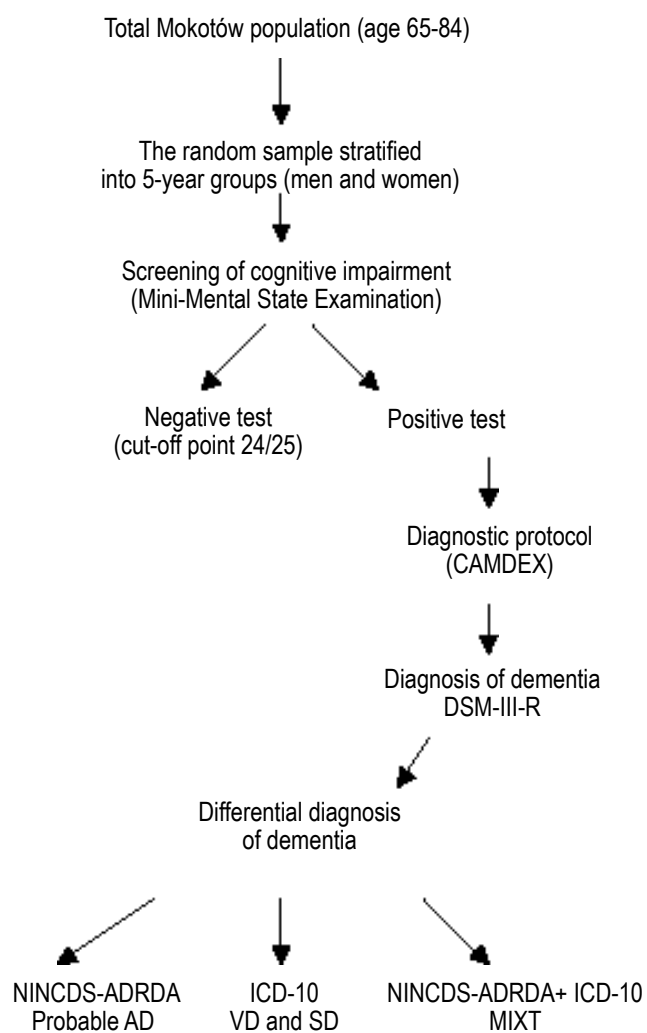 Total Mokotów population (age 65-84)
The random sample stratified
into 5-year groups (men and women)
Screening of cognitive impairment
(Mini-Mental State Examination)
Negative test
(cut-off point 24/25)
Positive test
Diagnostic protocol
(CAMDEX)
Diagnosis of dementia
DSM-III-R
Differential diagnosis
of dementia
NINCDS-ADRDA
Probable AD
ICD-10
VD and SD
NINCDS-ADRDA+ ICD-10
MIXT